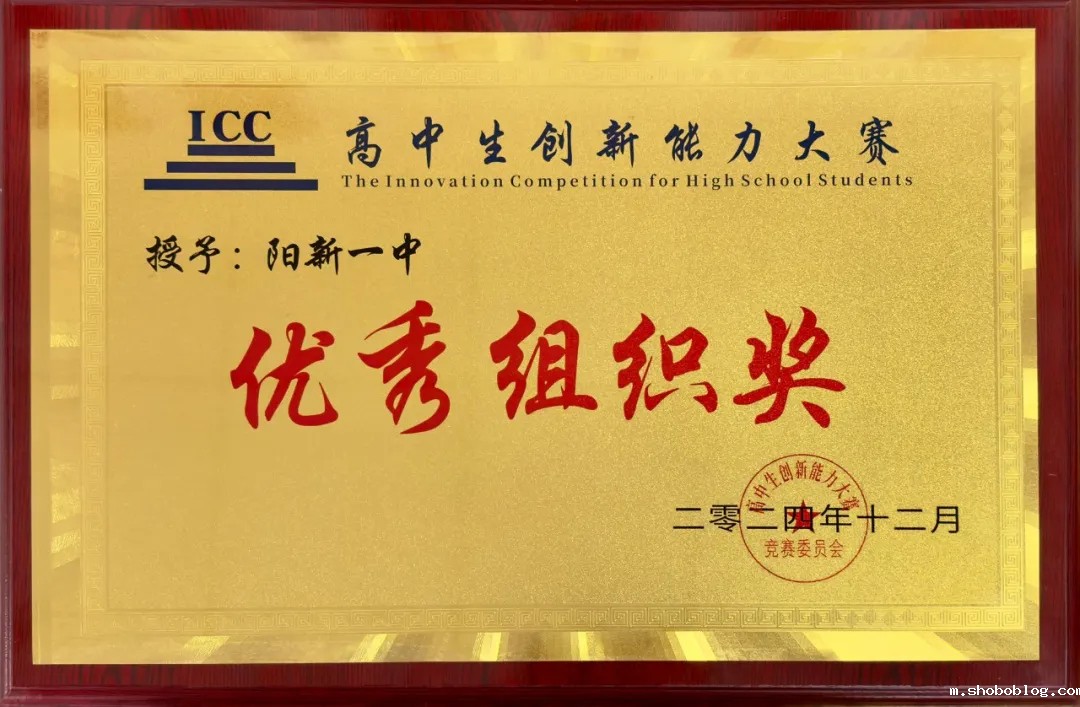 ICC
高中生创新能力大赛
The Innovation Competition for High School Students
授予：阳新一中
优秀组织奖
二零二四年十二月
高中生创新能力大赛
竞赛委员会
m.shoboblog.com